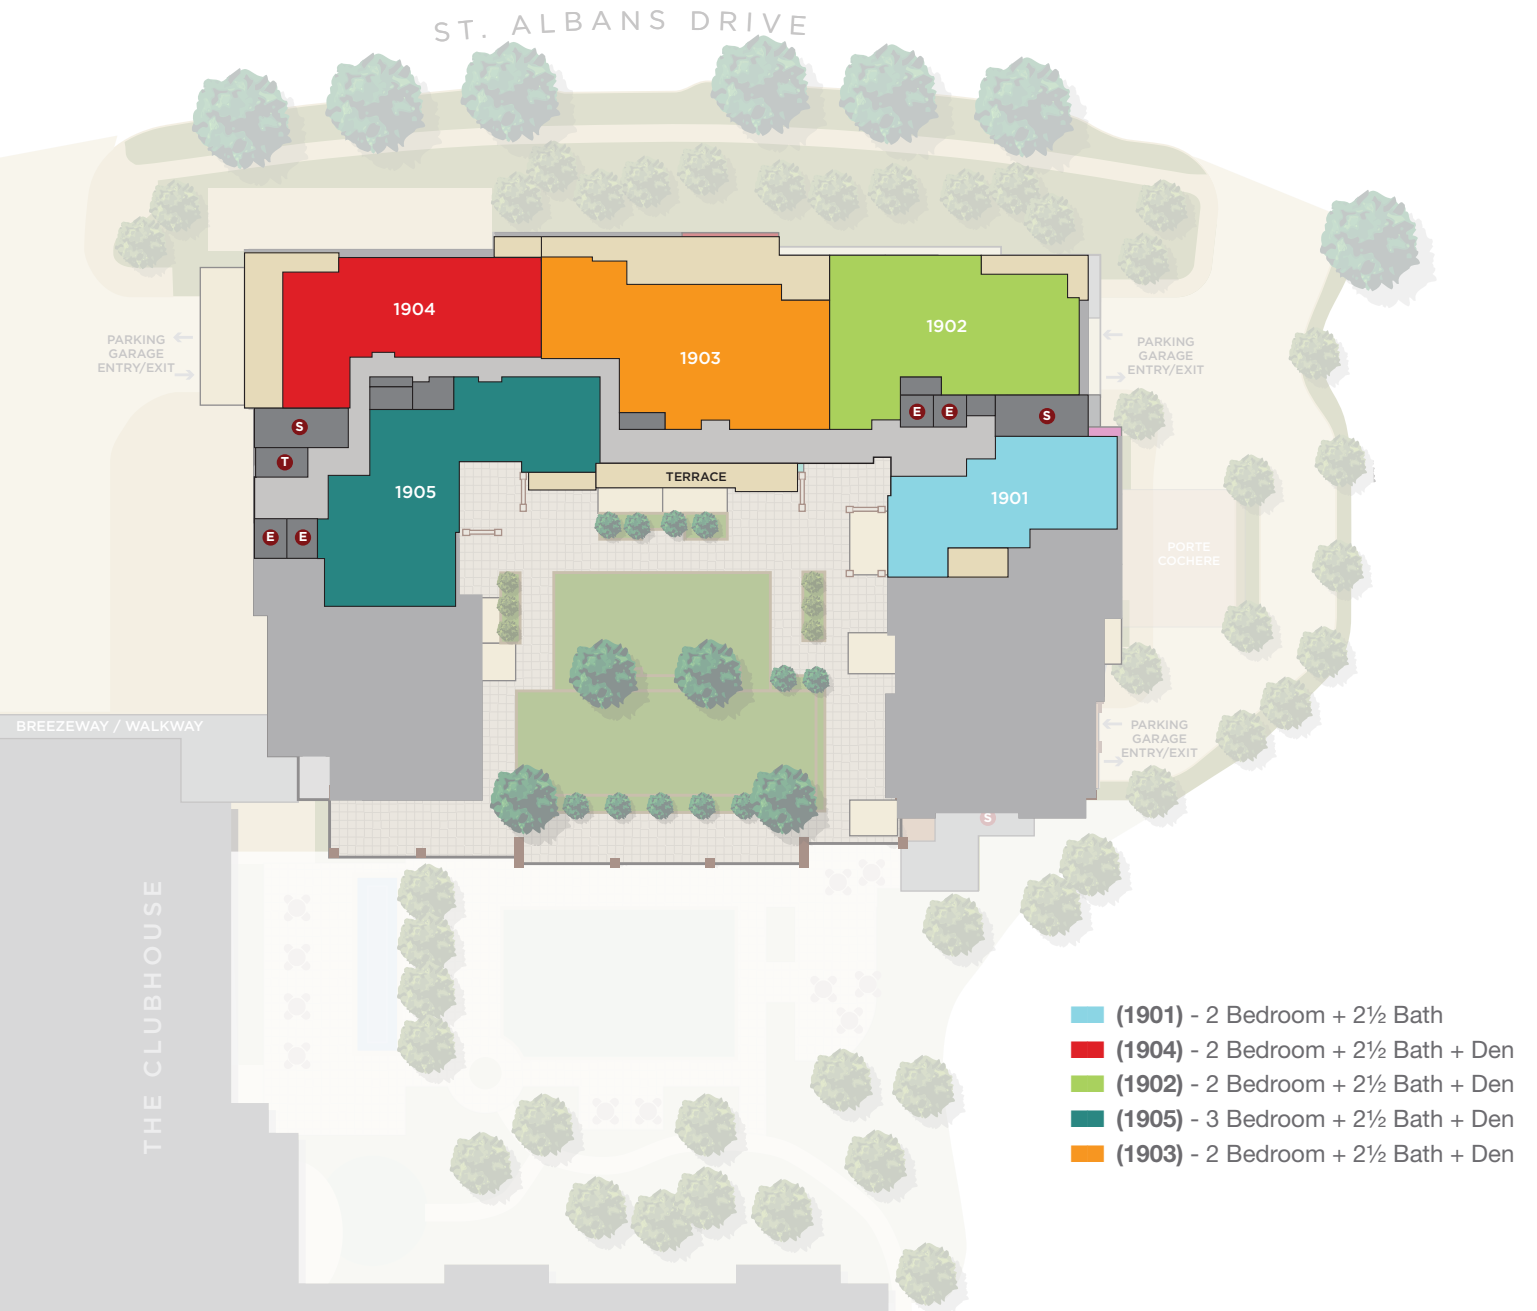 ST. ALBANS DRIVE
1904
1902
1903
PARKING
GARAGE
ENTRY/EXIT
PARKING
GARAGE
ENTRY/EXIT
E
E
S
S
T
TERRACE
1905
1901
E
E
PORTE
COCHERE
BREEZEWAY / WALKWAY
PARKING
GARAGE
ENTRY/EXIT
S
THE CLUBHOUSE
(1901) - 2 Bedroom + 2½ Bath
(1904) - 2 Bedroom + 2½ Bath + Den
(1902) - 2 Bedroom + 2½ Bath + Den
(1905) - 3 Bedroom + 2½ Bath + Den
(1903) - 2 Bedroom + 2½ Bath + Den